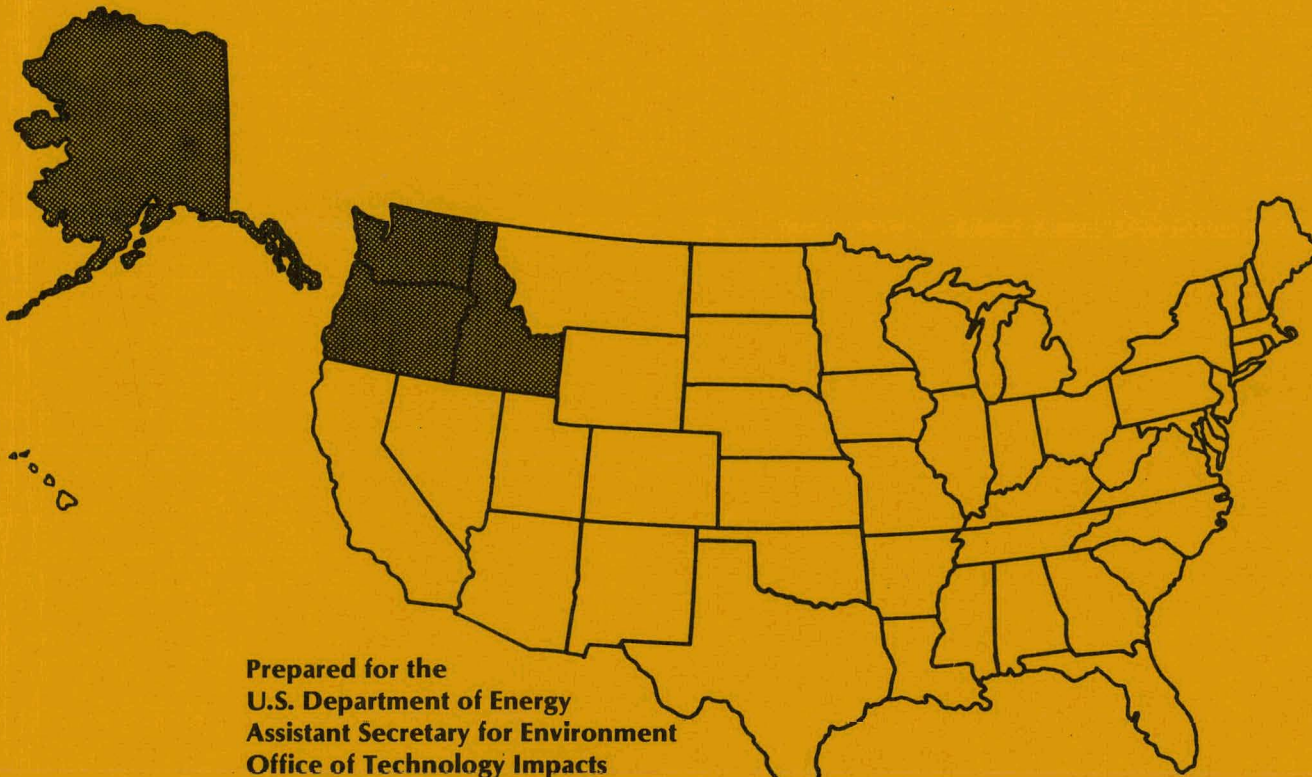 Prepared for the
U.S. Department of Energy
Assistant Secretary for Environment
Office of Technology Impacts